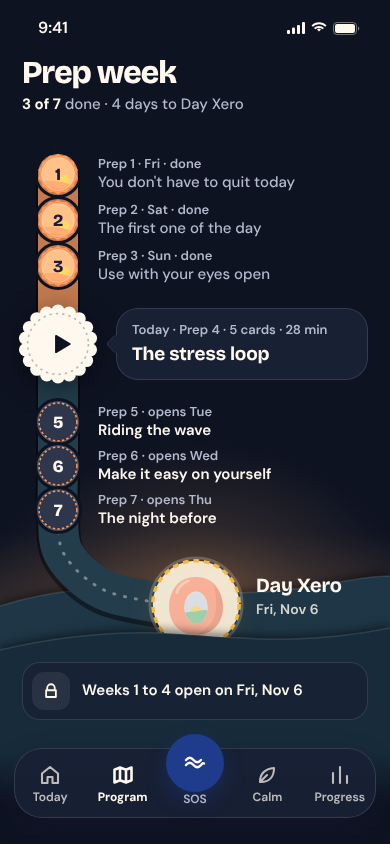 9:41
Prep week
3 of 7 done · 4 days to Day Xero
1
Prep 1 · Fri · done
You don't have to quit today
2
Prep 2 · Sat · done
The first one of the day
3
Prep 3 · Sun · done
Use with your eyes open
Today · Prep 4 · 5 cards · 28 min
The stress loop
5
Prep 5 · opens Tue
Riding the wave
6
Prep 6 · opens Wed
Make it easy on yourself
7
Prep 7 · opens Thu
The night before
Day Xero
Fri, Nov 6
Weeks 1 to 4 open on Fri, Nov 6
Today
Program
SOS
Calm
Progress